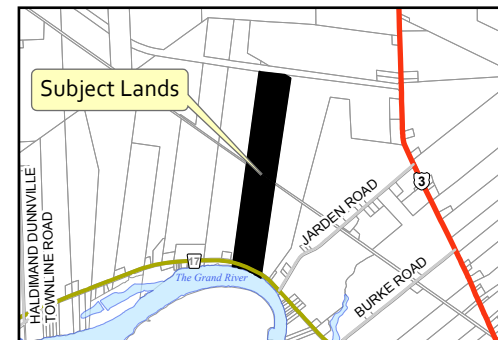 Subject Lands
HALDIMAND DUNNVILLE
TOWNLINE ROAD
17
The Grand River
JARDEN ROAD
3
BURKE ROAD